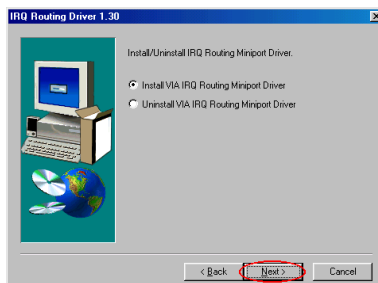 IRQ Routing Driver 1.30
Install/Uninstall IRQ Routing Miniport Driver.
Install VIA IRQ Routing Miniport Driver
Uninstall VIA IRQ Routing Miniport Driver
< Back
Next >
Cancel